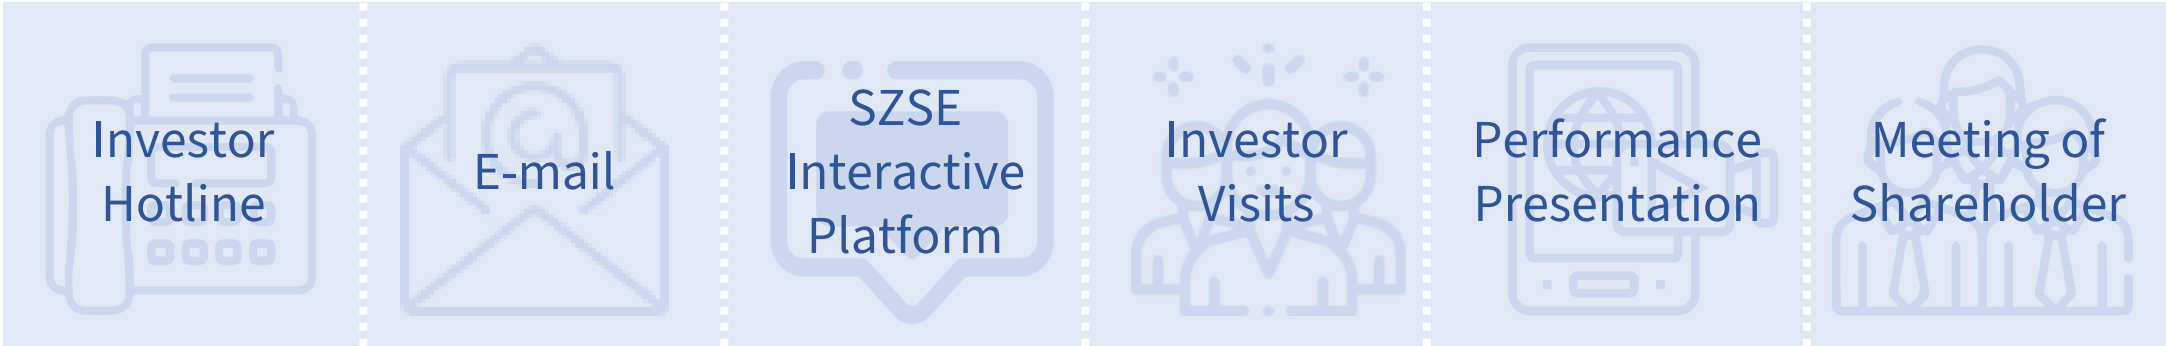 Investor
Hotline
E-mail
SZSE
Interactive
Platform
Investor
Visits
Performance
Presentation
Meeting of
Shareholder